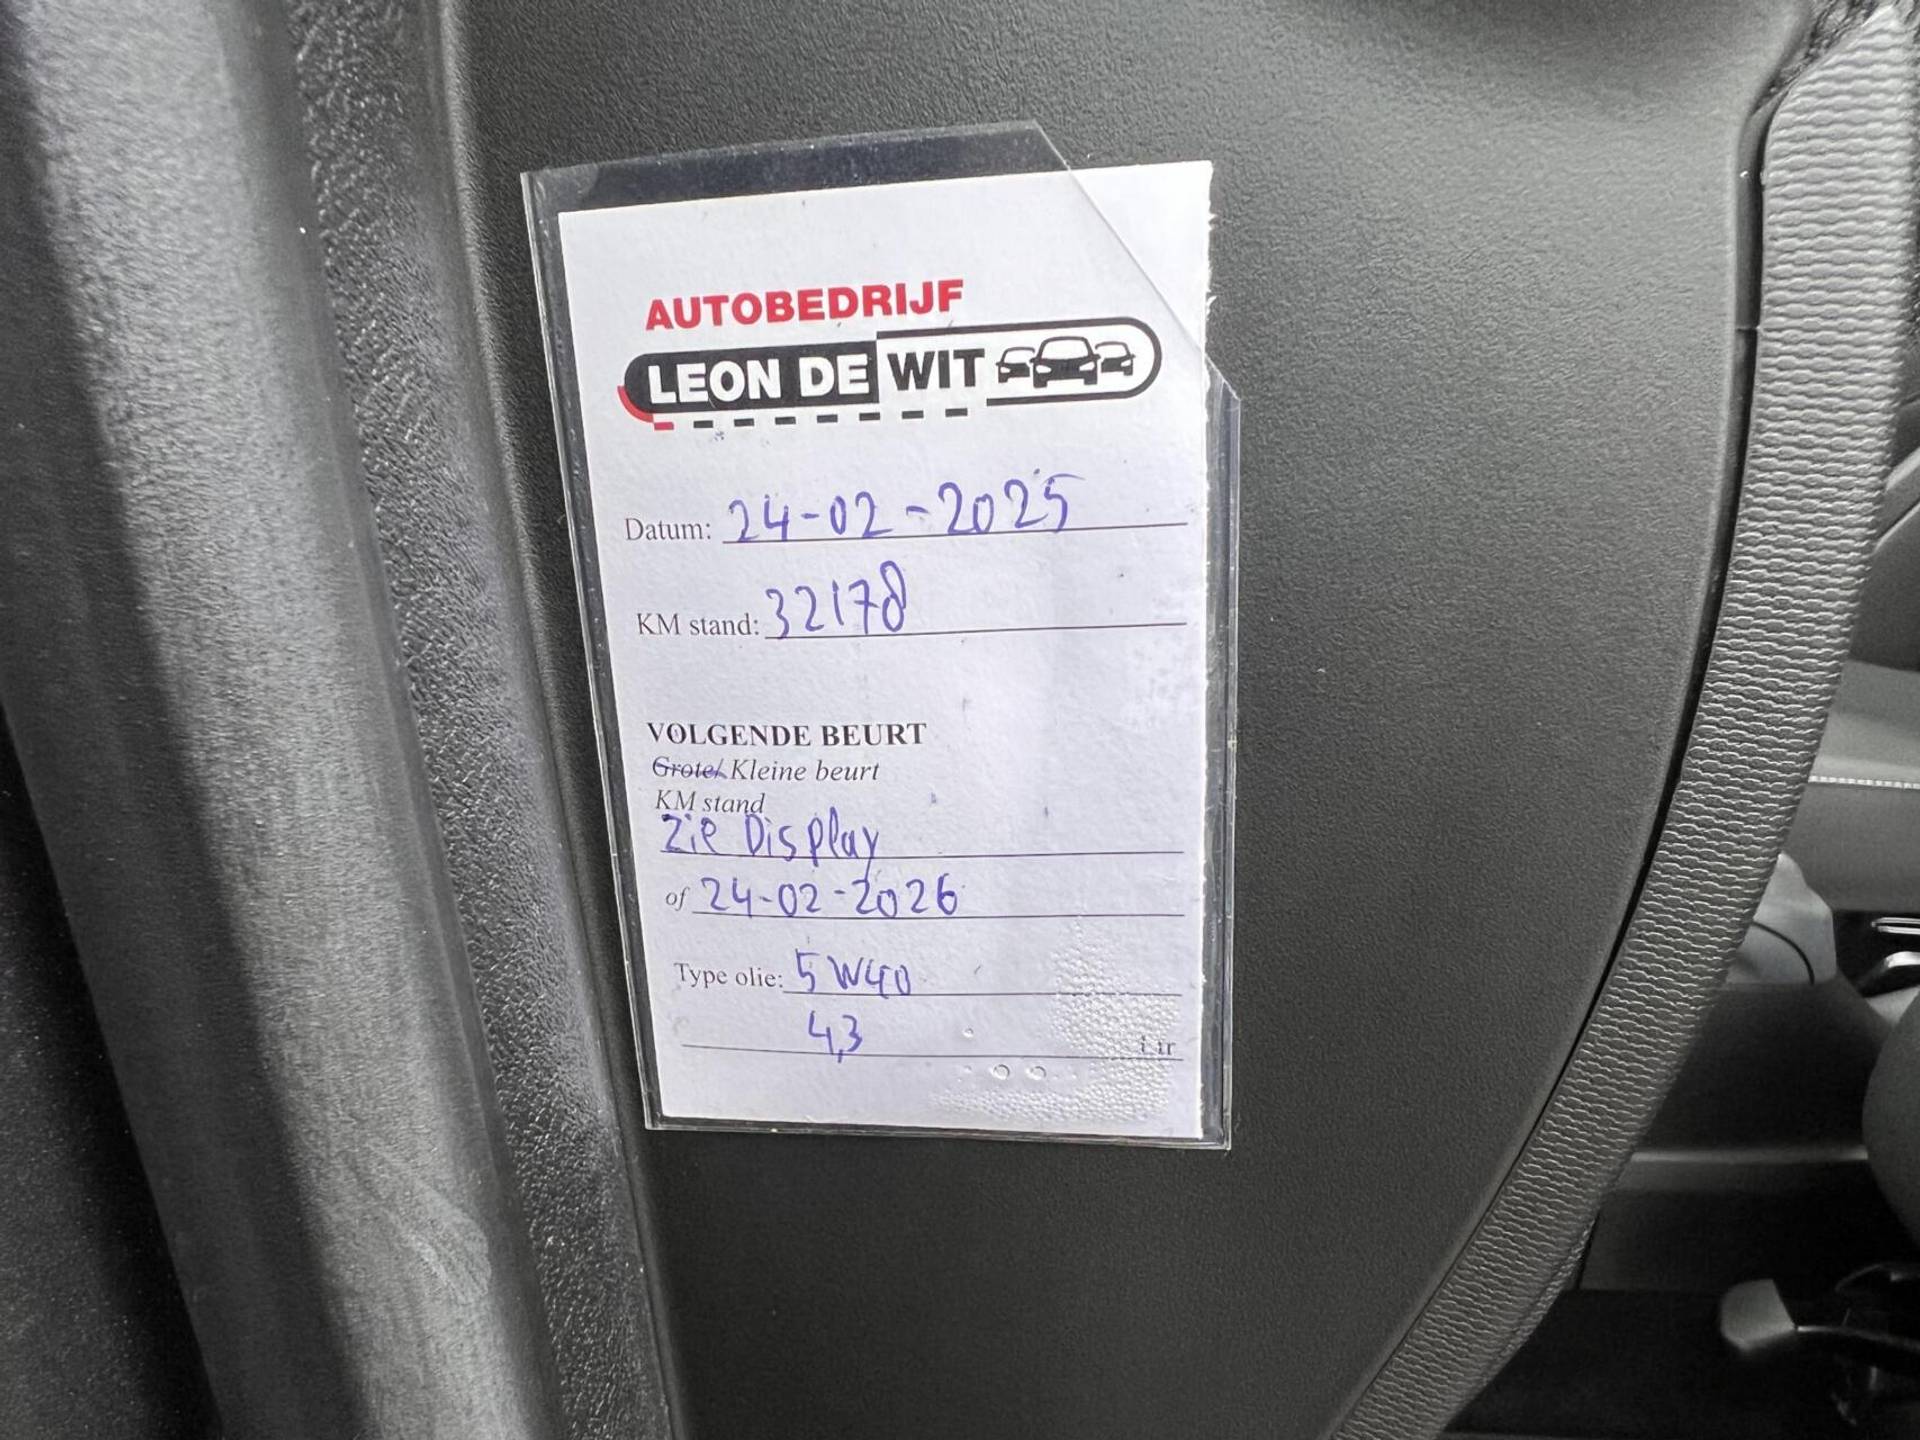 AUTOBEDRIJF
LEON DE WIT
Datum: 24-02-2025
KM stand: 32178
VOLGENDE BEURT
Grote/ Kleine beurt
KM stand
Zie Display
of 24-02-2026
Type olie: 5W40
4,3 Ltr